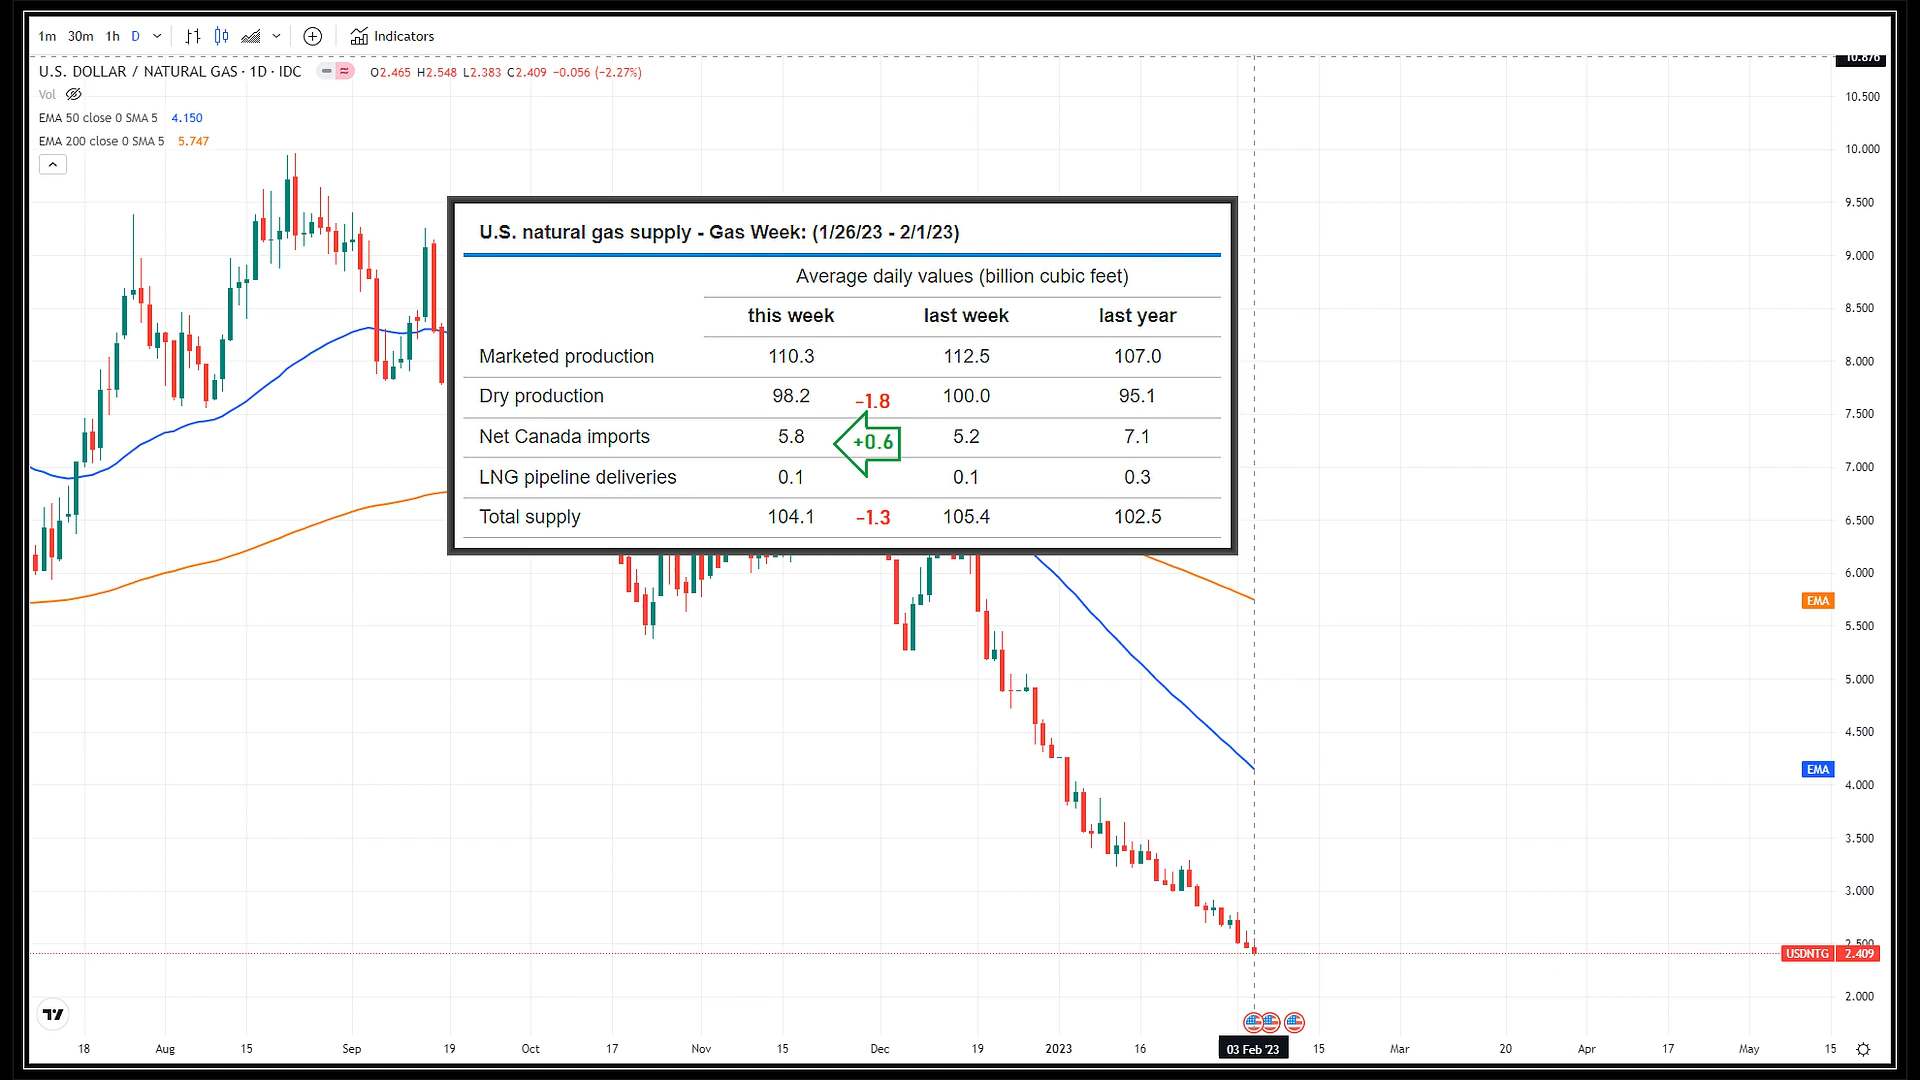 1m 30m 1h D Indicators
U.S. DOLLAR / NATURAL GAS · 1D · IDC O2.465 H2.548 L2.383 C2.409 −0.056 (−2.27%)
Vol
EMA 50 close 0 SMA 5 4.150
EMA 200 close 0 SMA 5 5.747
U.S. natural gas supply - Gas Week: (1/26/23 - 2/1/23)
Average daily values (billion cubic feet)
this week last week last year
Marketed production 110.3 112.5 107.0
Dry production 98.2 −1.8 100.0 95.1
Net Canada imports 5.8 +0.6 5.2 7.1
LNG pipeline deliveries 0.1 0.1 0.3
Total supply 104.1 −1.3 105.4 102.5
10.876
10.500
10.000
9.500
9.000
8.500
8.000
7.500
7.000
6.500
6.000
EMA
5.500
5.000
4.500
EMA
4.000
3.500
3.000
2.500
USDNTG 2.409
2.000
18 Aug 15 Sep 19 Oct 17 Nov 15 Dec 19 2023 16 03 Feb '23 15 Mar 20 Apr 17 May 15